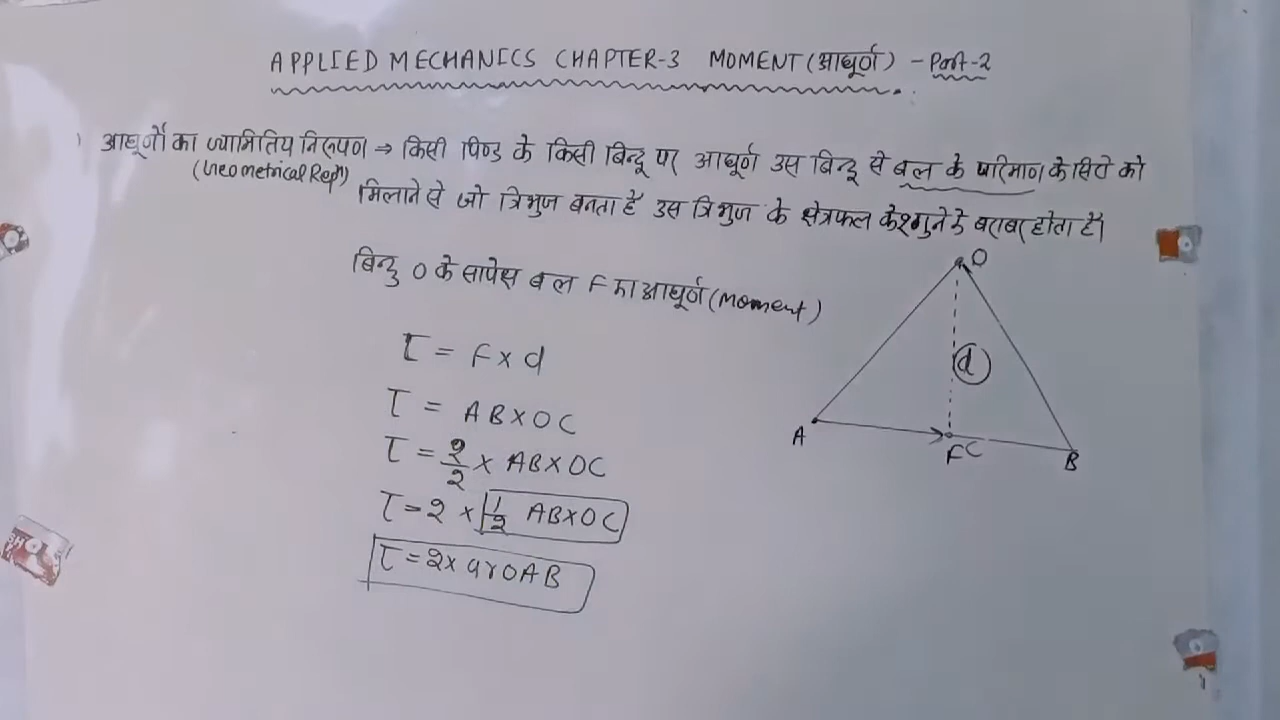 APPLIED MECHANICS CHAPTER-3 MOMENT (आघूर्ण) - Part-2
आघूर्णों का ज्यामितिय निरूपण ⇒ किसी पिण्ड के किसी बिन्दू पर आघूर्ण उस बिन्दू से बल के परिमाण के सिरो को
(Geometrical Repn)
मिलाने से जो त्रिभुज बनता है उस त्रिभुज के क्षेत्रफल के २ गुने के बराबर होता है।
बिन्दु O के सापेक्ष बल F का आघूर्ण (moment)
τ = F × d
τ = AB × OC
τ = 2/2 × AB × OC
τ = 2 × 1/2 AB × OC
τ = 2 × ar OAB
O
d
A
F C
B